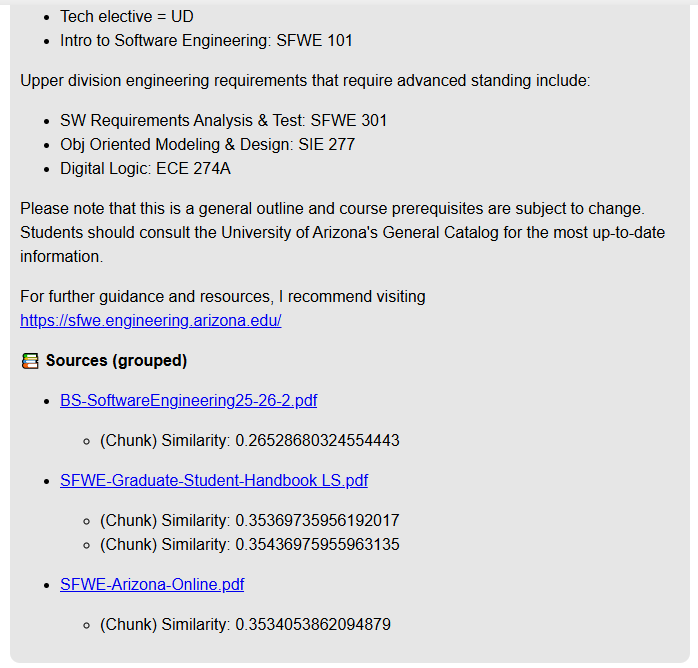 Tech elective = UD
Intro to Software Engineering: SFWE 101
Upper division engineering requirements that require advanced standing include:
SW Requirements Analysis & Test: SFWE 301
Obj Oriented Modeling & Design: SIE 277
Digital Logic: ECE 274A
Please note that this is a general outline and course prerequisites are subject to change.
Students should consult the University of Arizona's General Catalog for the most up-to-date
information.
For further guidance and resources, I recommend visiting
https://sfwe.engineering.arizona.edu/
Sources (grouped)
BS-SoftwareEngineering25-26-2.pdf
(Chunk) Similarity: 0.26528680324554443
SFWE-Graduate-Student-Handbook LS.pdf
(Chunk) Similarity: 0.35369735956192017
(Chunk) Similarity: 0.35436975955963135
SFWE-Arizona-Online.pdf
(Chunk) Similarity: 0.3534053862094879